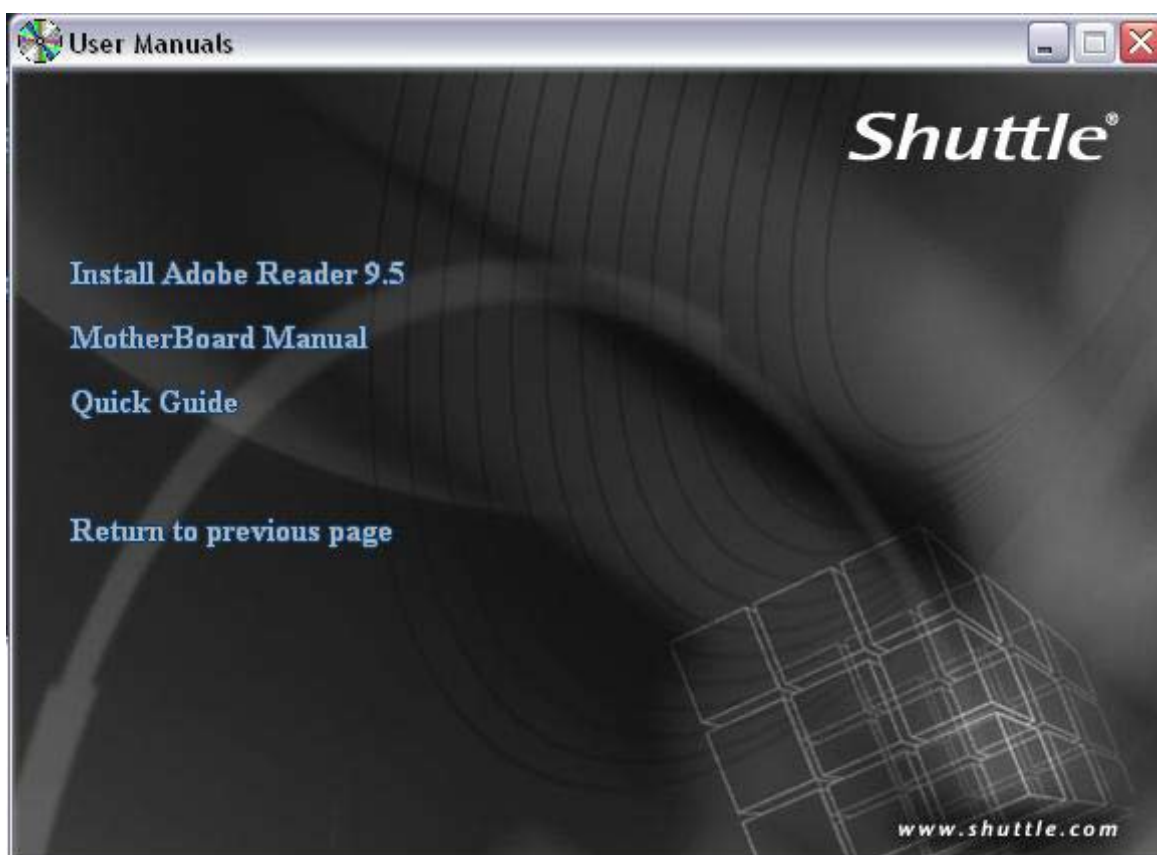 User Manuals
Shuttle®
Install Adobe Reader 9.5
MotherBoard Manual
Quick Guide
Return to previous page
www.shuttle.com